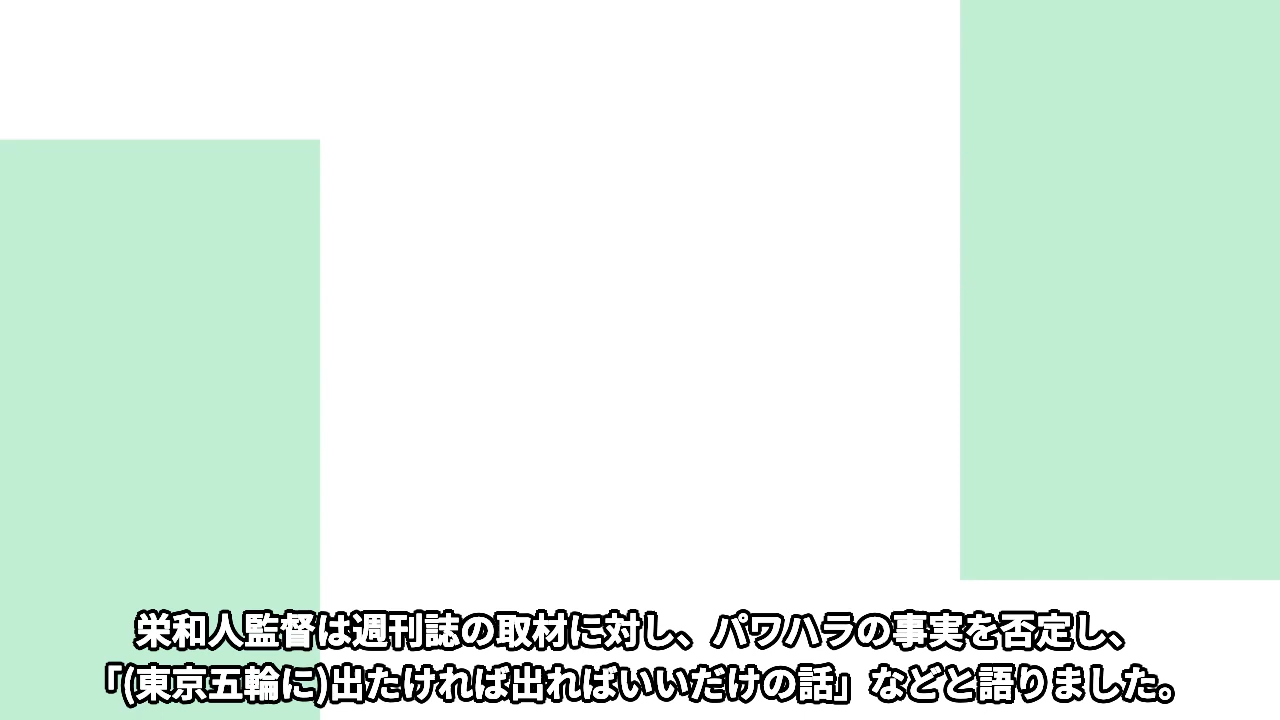 栄和人監督は週刊誌の取材に対し、パワハラの事実を否定し、
「(東京五輪に)出たければ出ればいいだけの話」などと語りました。